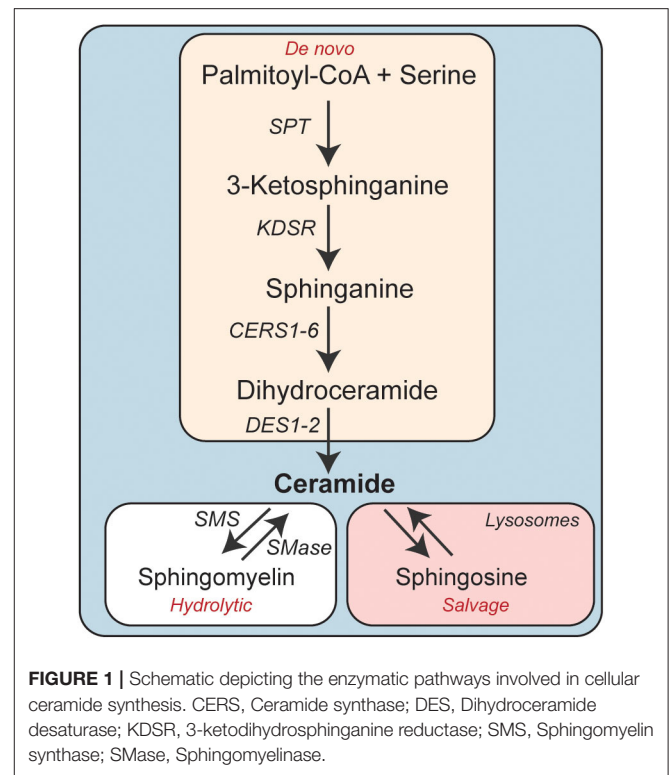 De novo
Palmitoyl-CoA + Serine
SPT
3-Ketosphinganine
KDSR
Sphinganine
CERS1-6
Dihydroceramide
DES1-2
Ceramide
SMS
SMase
Sphingomyelin
Hydrolytic
Lysosomes
Sphingosine
Salvage
FIGURE 1 | Schematic depicting the enzymatic pathways involved in cellular
ceramide synthesis. CERS, Ceramide synthase; DES, Dihydroceramide
desaturase; KDSR, 3-ketodihydrosphinganine reductase; SMS, Sphingomyelin
synthase; SMase, Sphingomyelinase.